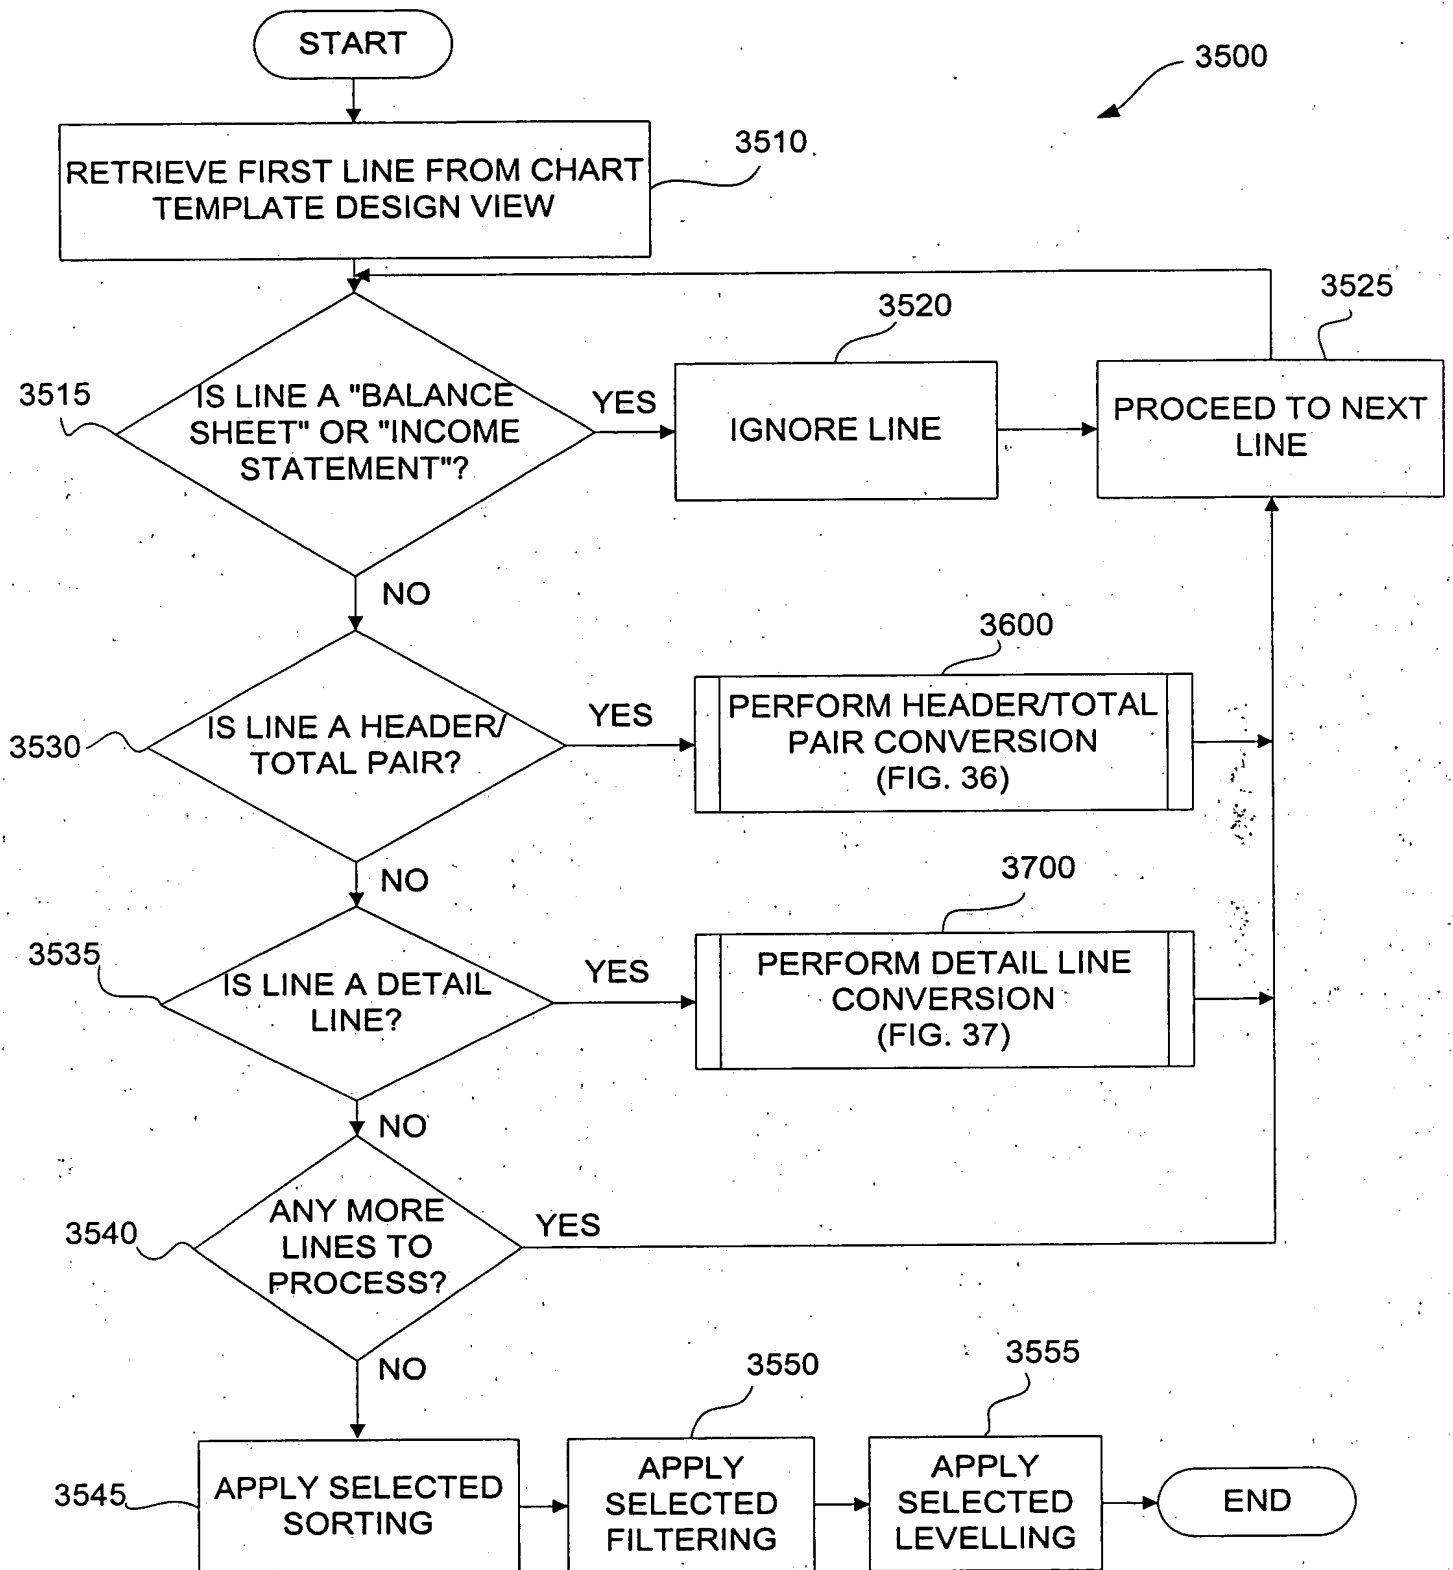 START
3500
3510
RETRIEVE FIRST LINE FROM CHART
TEMPLATE DESIGN VIEW
3520
3525
3515
IS LINE A "BALANCE
SHEET" OR "INCOME
STATEMENT"?
YES
IGNORE LINE
PROCEED TO NEXT
LINE
NO
3600
3530
IS LINE A HEADER/
TOTAL PAIR?
YES
PERFORM HEADER/TOTAL
PAIR CONVERSION
(FIG. 36)
NO
3700
3535
IS LINE A DETAIL
LINE?
YES
PERFORM DETAIL LINE
CONVERSION
(FIG. 37)
NO
3540
ANY MORE
LINES TO
PROCESS?
YES
NO
3550
3555
3545
APPLY SELECTED
SORTING
APPLY
SELECTED
FILTERING
APPLY
SELECTED
LEVELLING
END